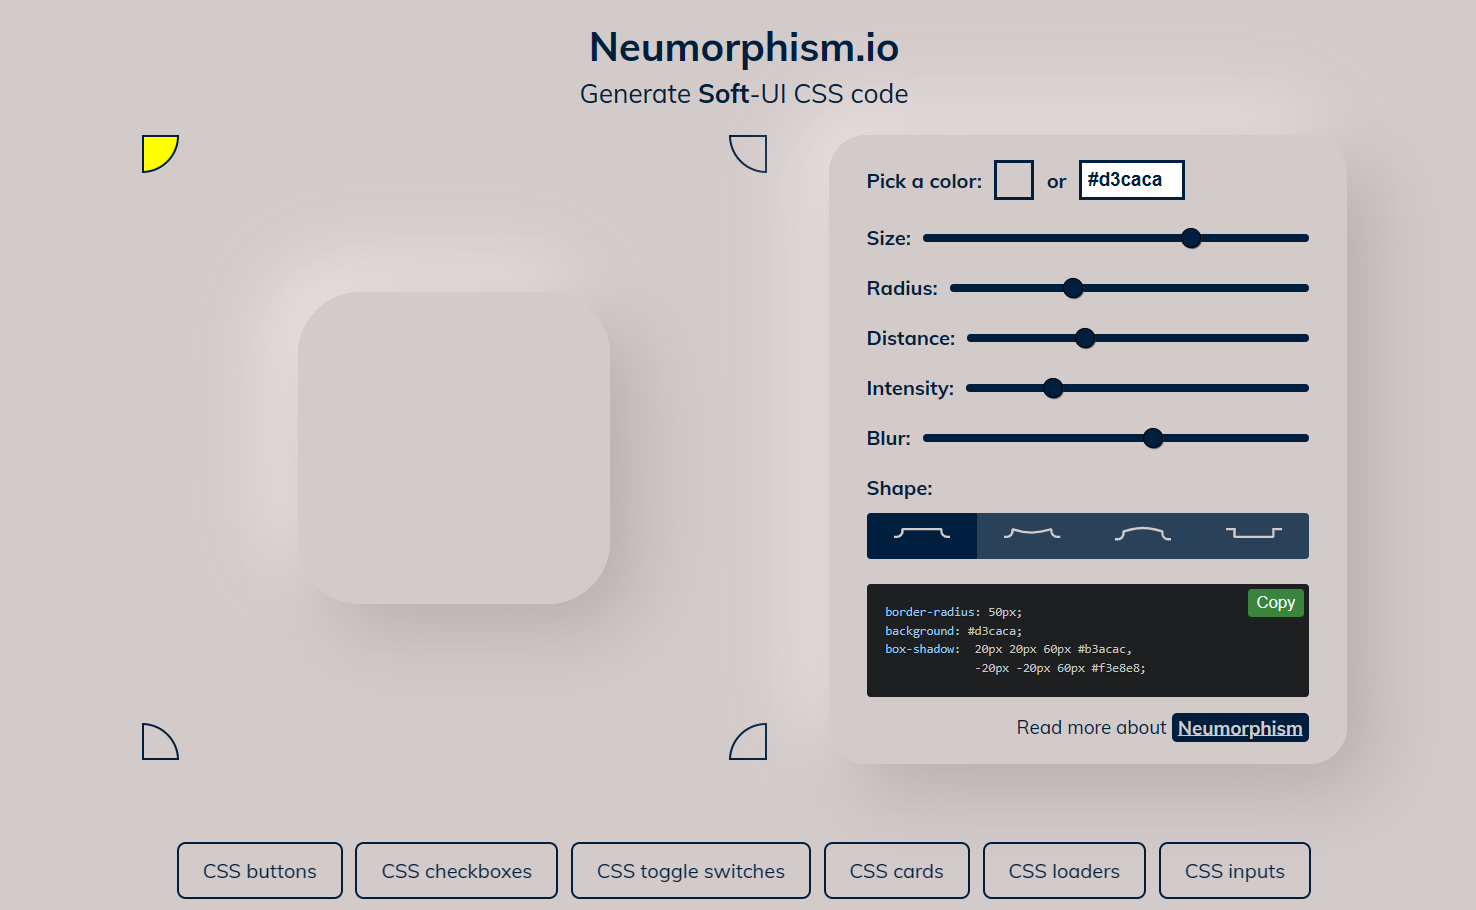 Neumorphism.io
Generate Soft-UI CSS code
Pick a color: or #d3caca
Size:
Radius:
Distance:
Intensity:
Blur:
Shape:
Copy
border-radius: 50px;
background: #d3caca;
box-shadow:  20px 20px 60px #b3acac,
-20px -20px 60px #f3e8e8;
Read more about Neumorphism
CSS buttons CSS checkboxes CSS toggle switches CSS cards CSS loaders CSS inputs